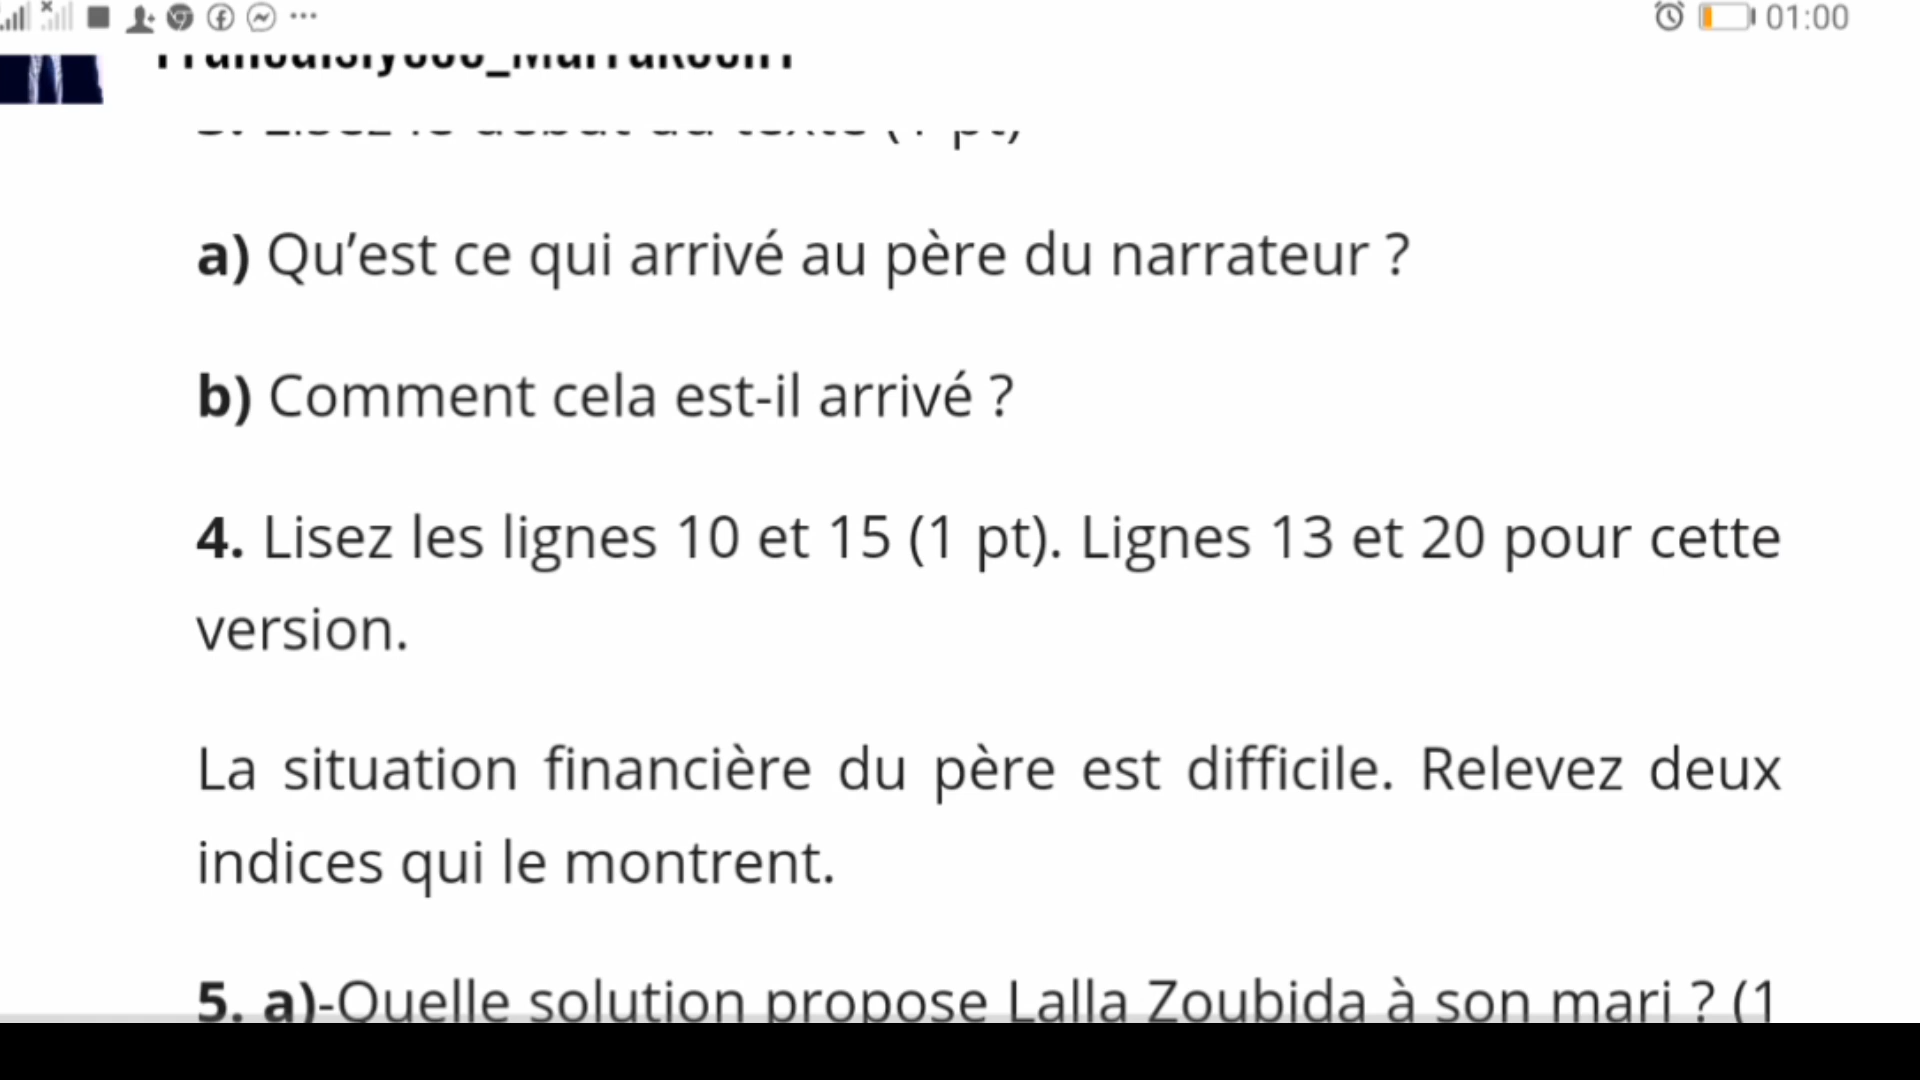 01:00
a) Qu’est ce qui arrivé au père du narrateur ?
b) Comment cela est-il arrivé ?
4. Lisez les lignes 10 et 15 (1 pt). Lignes 13 et 20 pour cette
version.
La situation financière du père est difficile. Relevez deux
indices qui le montrent.
5. a)-Quelle solution propose Lalla Zoubida à son mari ? (1